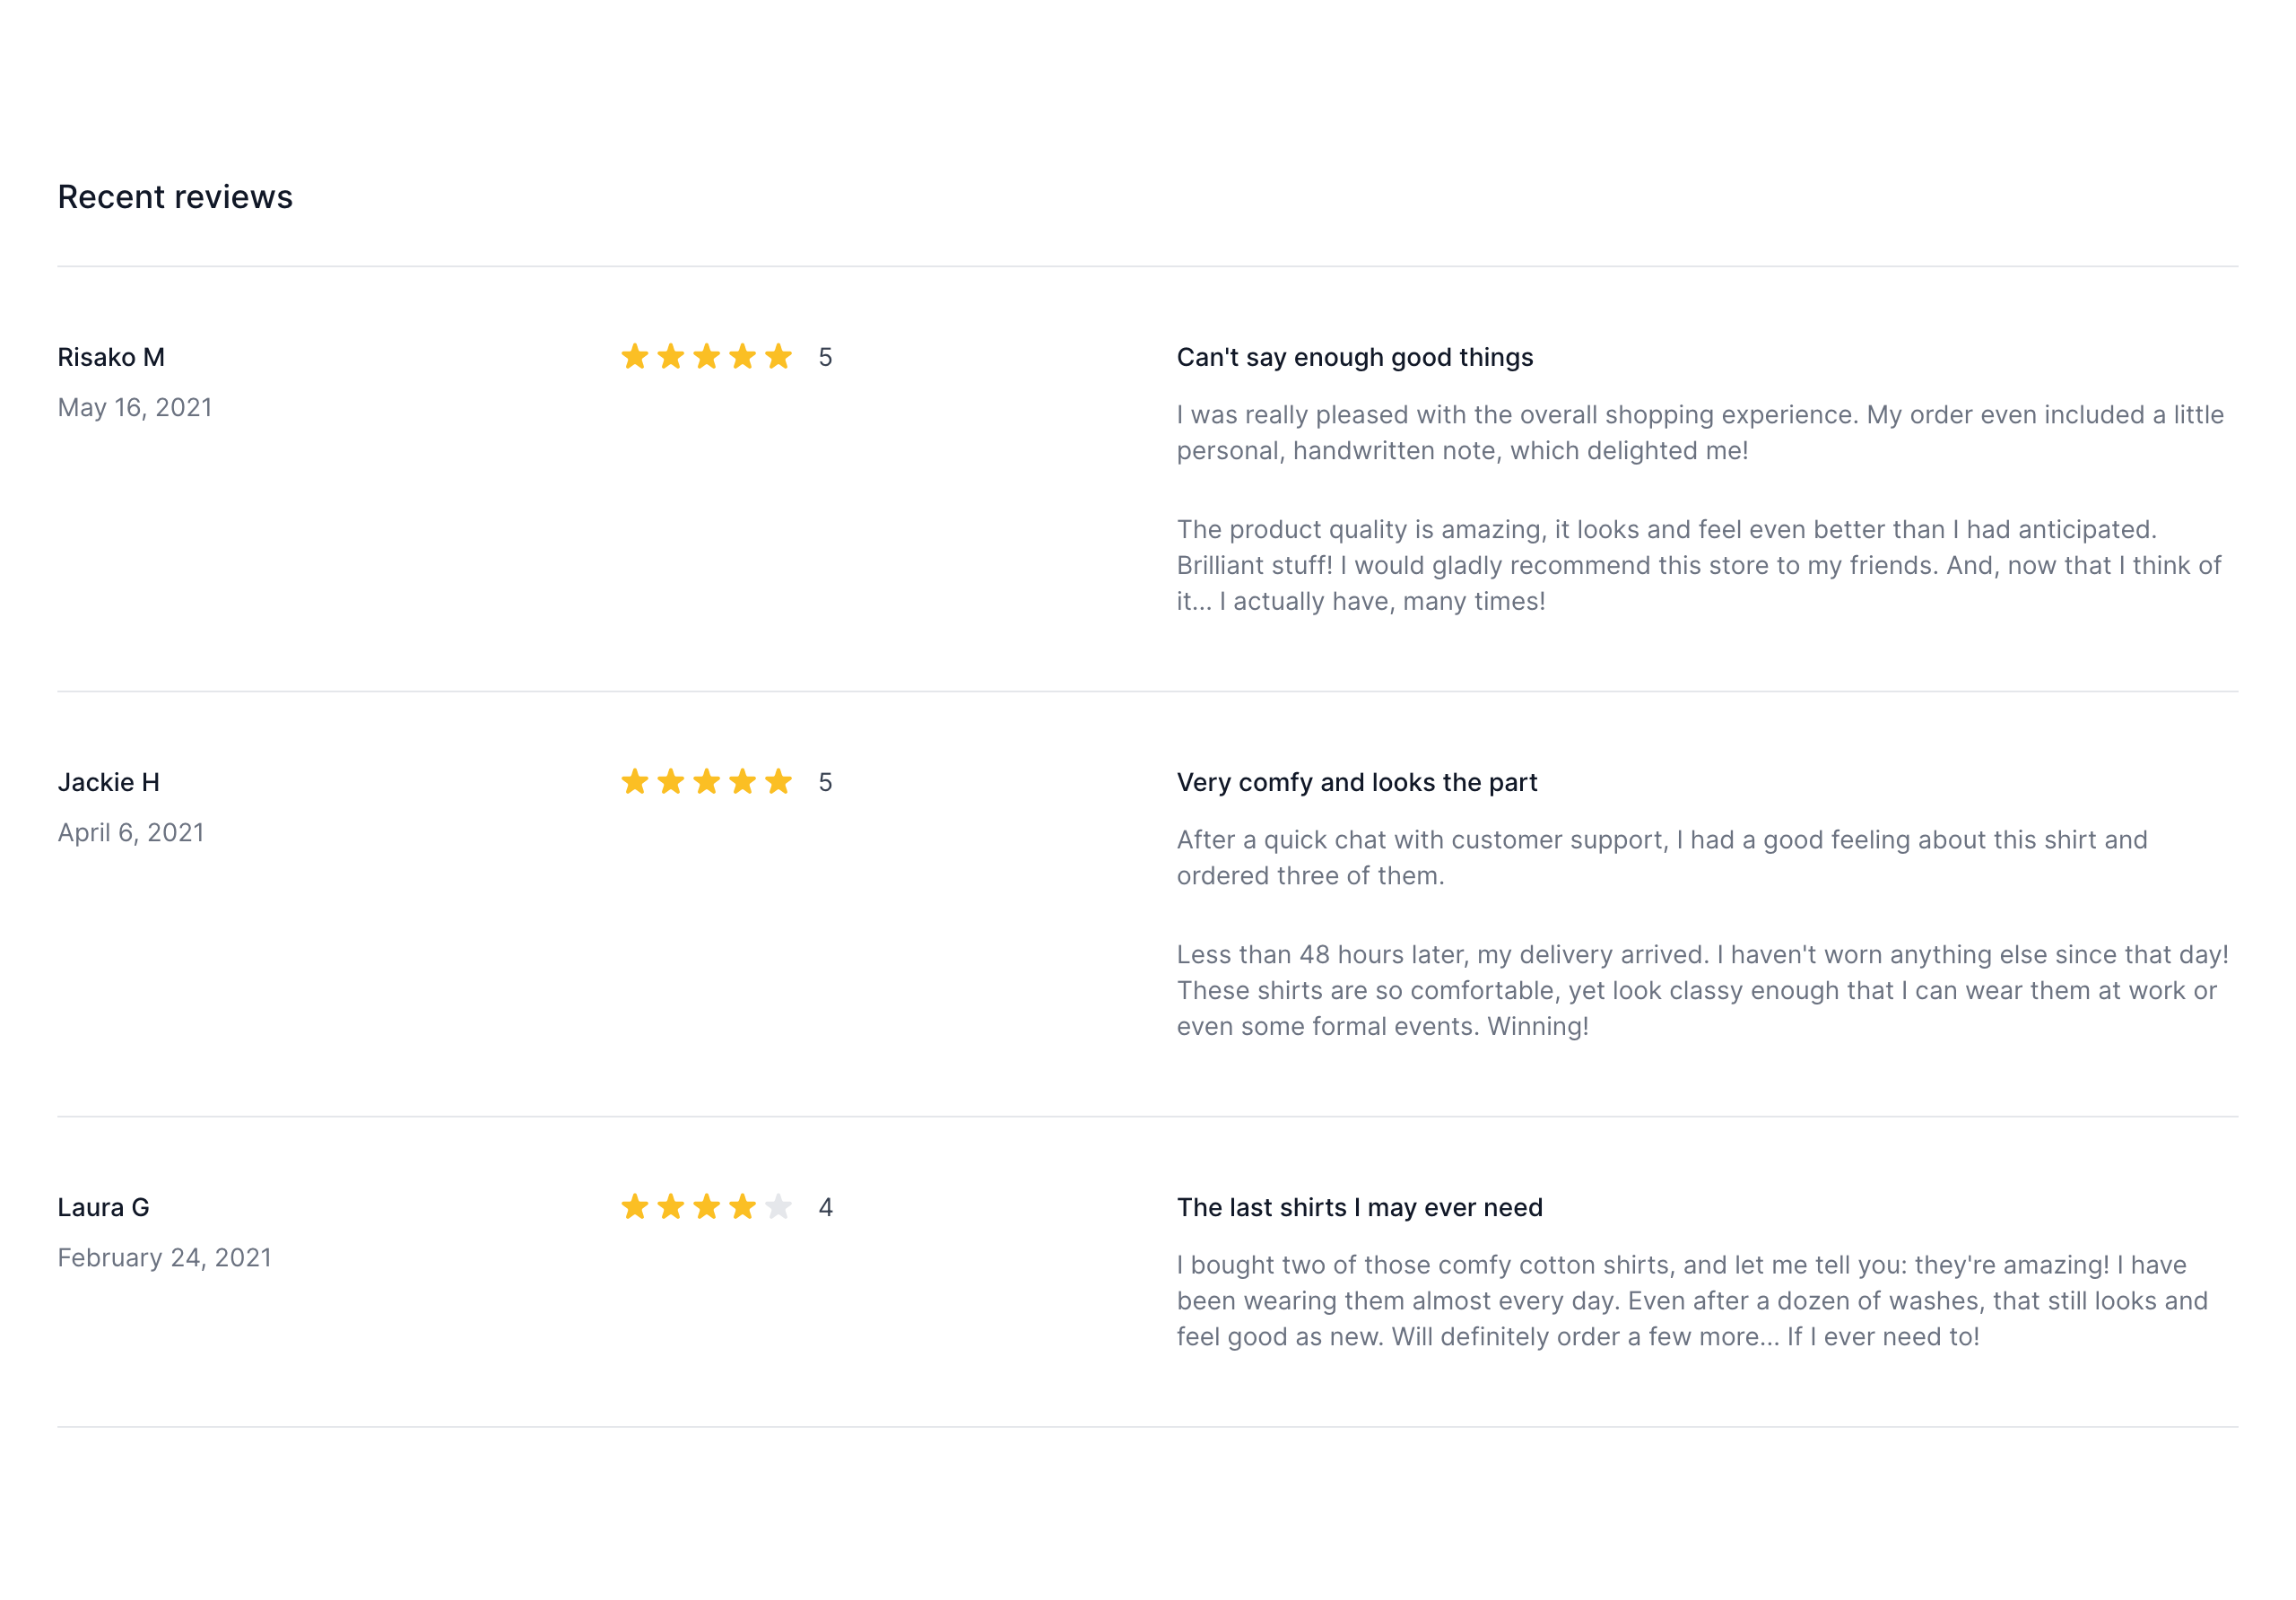 Recent reviews
Risako M
May 16, 2021
5
Can't say enough good things
I was really pleased with the overall shopping experience. My order even included a little
personal, handwritten note, which delighted me!
The product quality is amazing, it looks and feel even better than I had anticipated.
Brilliant stuff! I would gladly recommend this store to my friends. And, now that I think of
it... I actually have, many times!
Jackie H
April 6, 2021
5
Very comfy and looks the part
After a quick chat with customer support, I had a good feeling about this shirt and
ordered three of them.
Less than 48 hours later, my delivery arrived. I haven't worn anything else since that day!
These shirts are so comfortable, yet look classy enough that I can wear them at work or
even some formal events. Winning!
Laura G
February 24, 2021
4
The last shirts I may ever need
I bought two of those comfy cotton shirts, and let me tell you: they're amazing! I have
been wearing them almost every day. Even after a dozen of washes, that still looks and
feel good as new. Will definitely order a few more... If I ever need to!